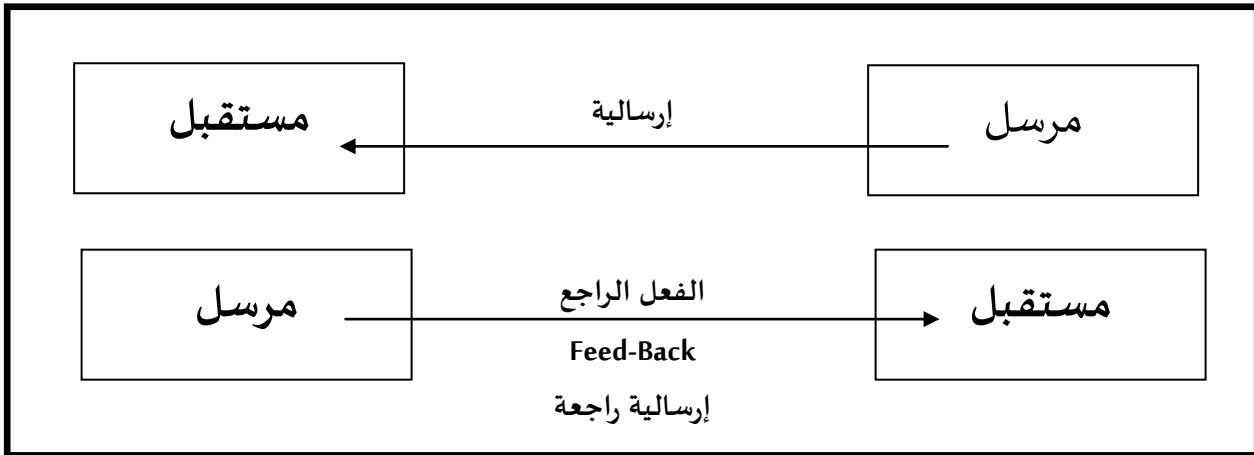 مرسل
إرسالية
مستقبل
مستقبل
الفعل الراجع
Feed-Back
إرسالية راجعة
مرسل